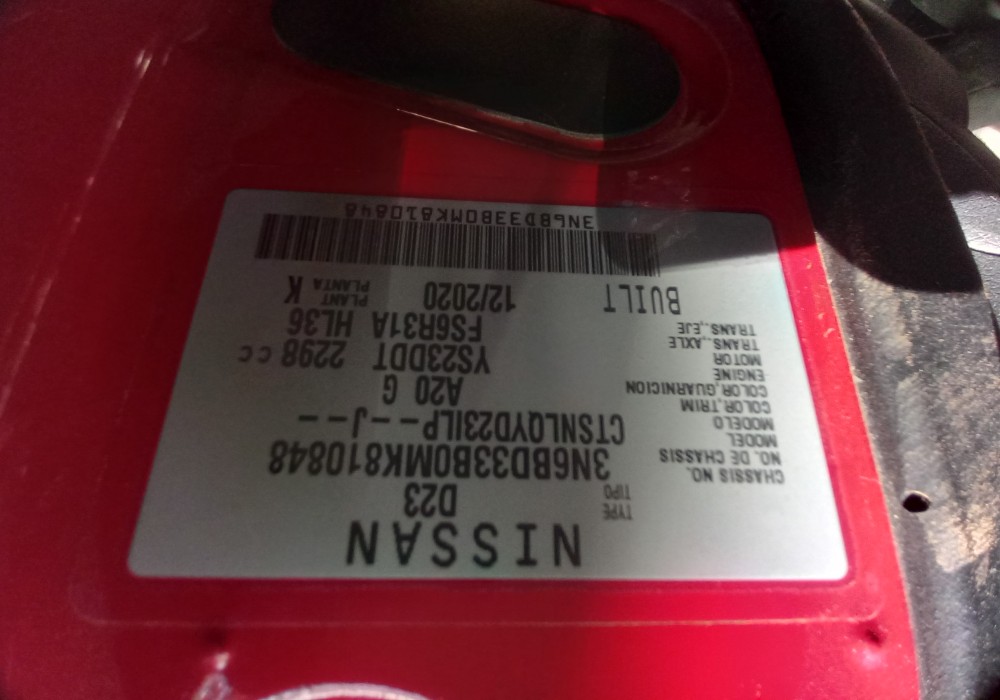 NISSAN
TYPE
TIPO D23
CHASSIS NO.
NO. DE CHASSIS 3N6BD33B0MK810848
MODEL
MODELO CTSNLQYD23ILP--J--
COLOR,TRIM
COLOR,GUARNICION A20 G
ENGINE
MOTOR YS23DDT 2298 CC
TRANS.,AXLE
TRANS.,EJE FS6R31A HL36
BUILT 12/2020 PLANT
PLANTA K
3N6BD33B0MK810848